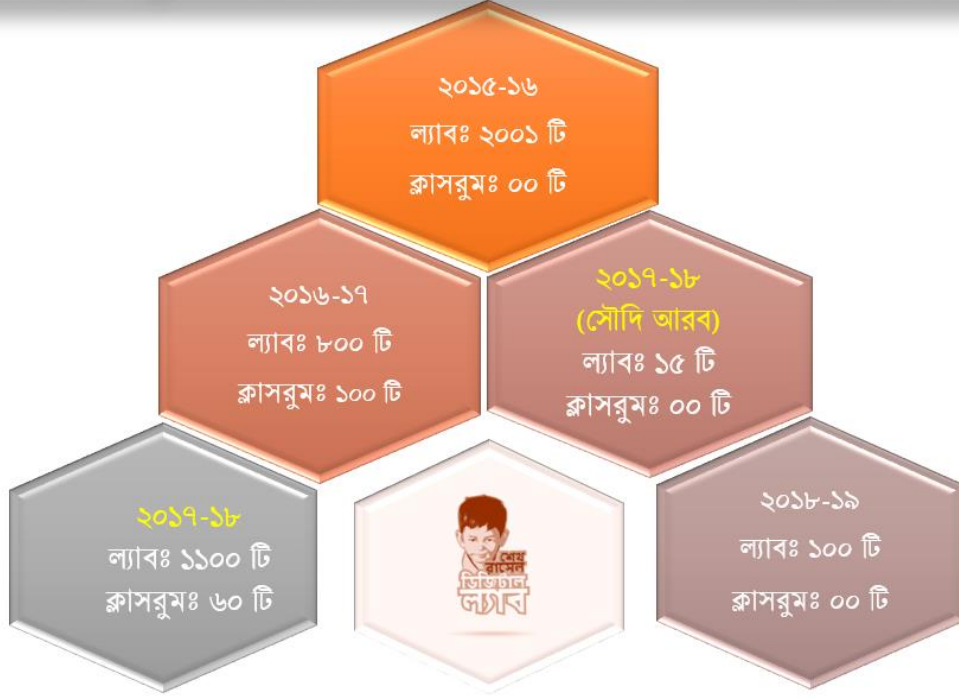 ২০১৫-১৬
ল্যাবঃ ২০০১ টি
ক্লাসরুমঃ ০০ টি
২০১৬-১৭
ল্যাবঃ ৮০০ টি
ক্লাসরুমঃ ১০০ টি
২০১৭-১৮
(সৌদি আরব)
ল্যাবঃ ১৫ টি
ক্লাসরুমঃ ০০ টি
২০১৭-১৮
ল্যাবঃ ১১০০ টি
ক্লাসরুমঃ ৬০ টি
শেখ
রাসেল
ডিজিটাল
ল্যাব
২০১৮-১৯
ল্যাবঃ ১০০ টি
ক্লাসরুমঃ ০০ টি